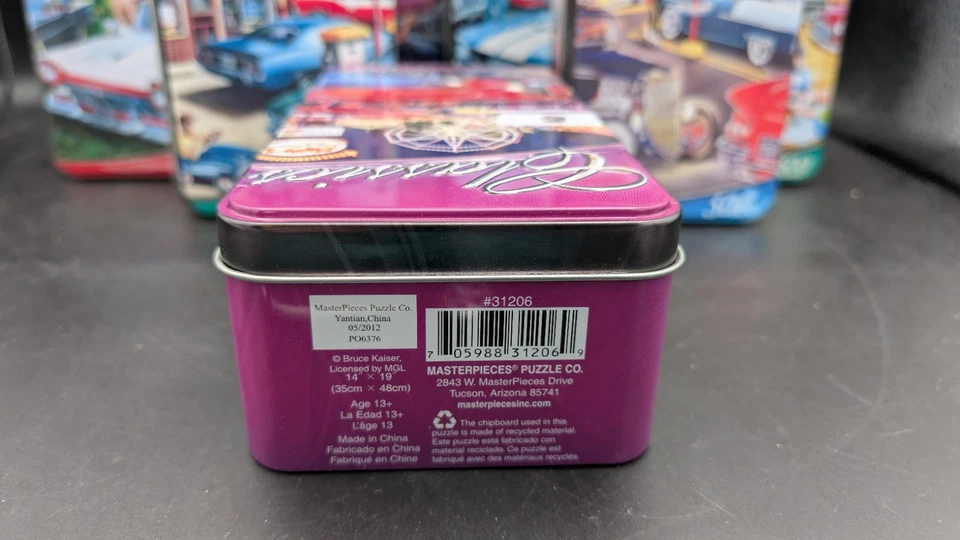 Classics
MasterPieces Puzzle Co.
Yantian,China
05/2012
PO6376
© Bruce Kaiser,
Licensed by MGL
14" × 19"
(35cm × 48cm)
Age 13+
La Edad 13+
L'âge 13
Made in China
Fabricado en China
Fabriqué en Chine
#31206
7 05988 31206 9
MASTERPIECES® PUZZLE CO.
2843 W. MasterPieces Drive
Tucson, Arizona 85741
masterpiecesinc.com
The chipboard used in this
puzzle is made of recycled material.
Este puzzle está fabricado con
material reciclado. Ce puzzle est
fabriqué avec des matériaux recyclés.